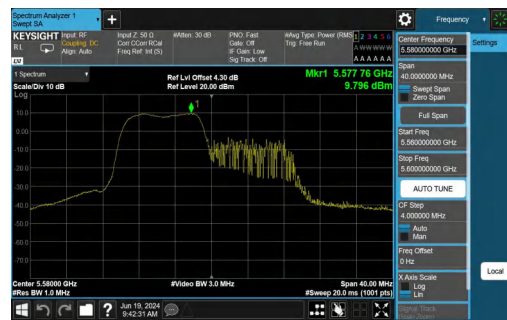 Spectrum Analyzer 1
Swept SA
Frequency
KEYSIGHT Input: RF Input Z: 50 Ω #Atten: 30 dB PNO: Fast #Avg Type: Power (RMS) 1 2 3 4 5 6
RL Coupling: DC Corr CCorr RCal Gate: Off Trig: Free Run A W W W W W
Align: Auto Freq Ref: Int (S) IF Gain: Low A A A A A A
Sig Track: Off
LV
1 Spectrum
Ref Lvl Offset 4.30 dB
Mkr1 5.577 76 GHz
Scale/Div 10 dB Ref Level 20.00 dBm 9.796 dBm
Log
1
10.0
0.00
-10.0
-20.0
-30.0
-40.0
-50.0
-60.0
-70.0
Center 5.58000 GHz #Video BW 3.0 MHz Span 40.00 MHz
#Res BW 1.0 MHz #Sweep 20.0 ms (1001 pts)
Center Frequency
5.580000000 GHz
Settings
Span
40.0000000 MHz
Swept Span
Zero Span
Full Span
Start Freq
5.560000000 GHz
Stop Freq
5.600000000 GHz
AUTO TUNE
CF Step
4.000000 MHz
Auto
Man
Freq Offset
0 Hz
X Axis Scale
Log
Lin
Local
Signal Track
Jun 19, 2024
9:42:31 AM
?